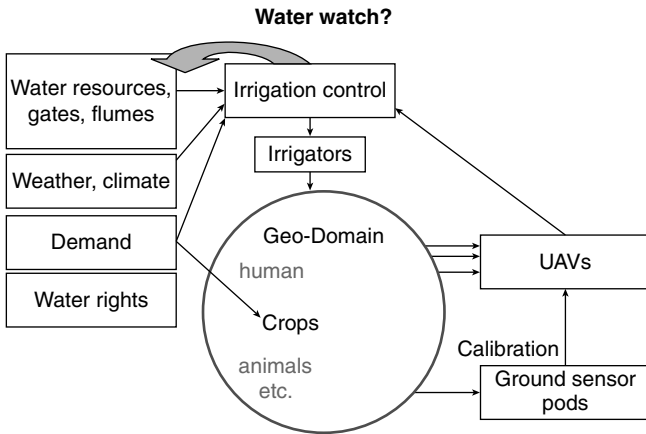 Water watch?
Water resources,
gates, flumes
Irrigation control
Irrigators
Weather, climate
Demand
Water rights
Geo-Domain
human
Crops
animals
etc.
UAVs
Calibration
Ground sensor
pods